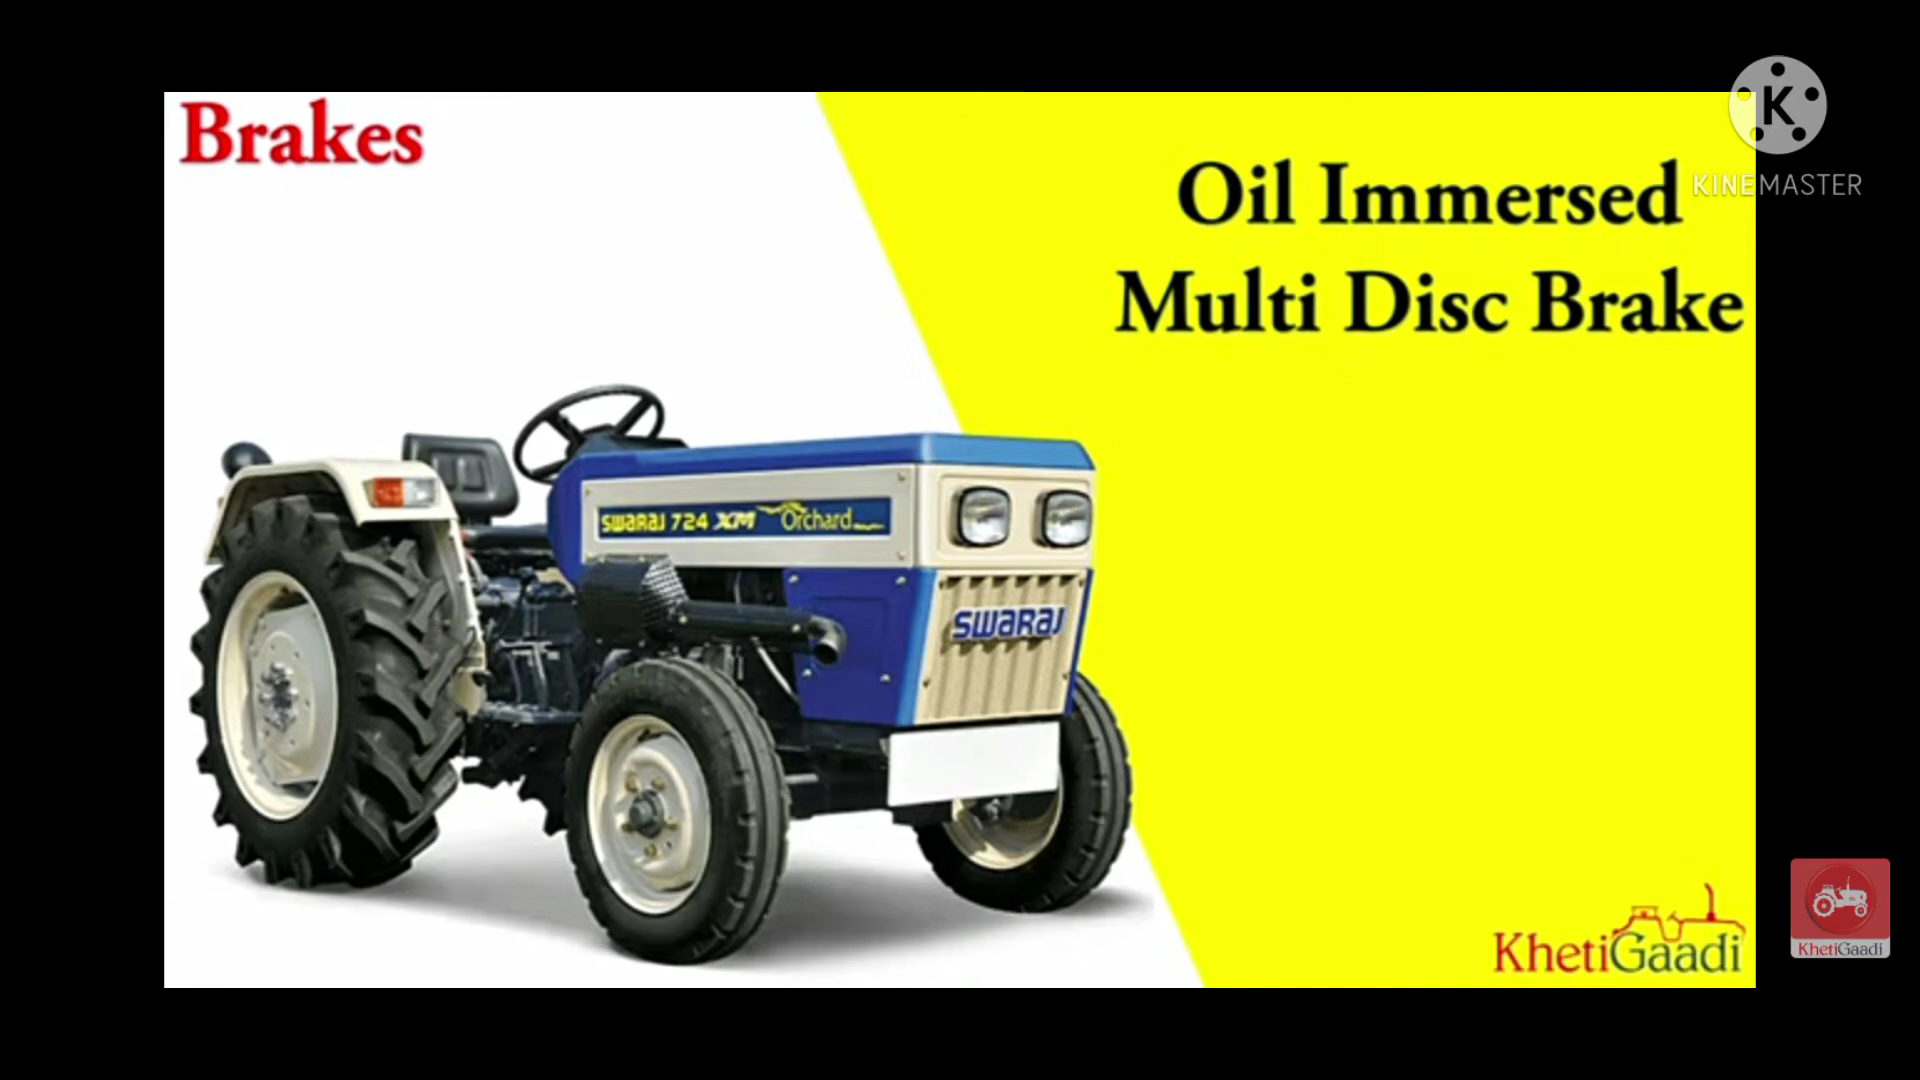 Brakes
K
KINEMASTER
Oil Immersed
Multi Disc Brake
SWARAJ 724 XM Orchard
SWARAJ
KhetiGaadi
KhetiGaadi